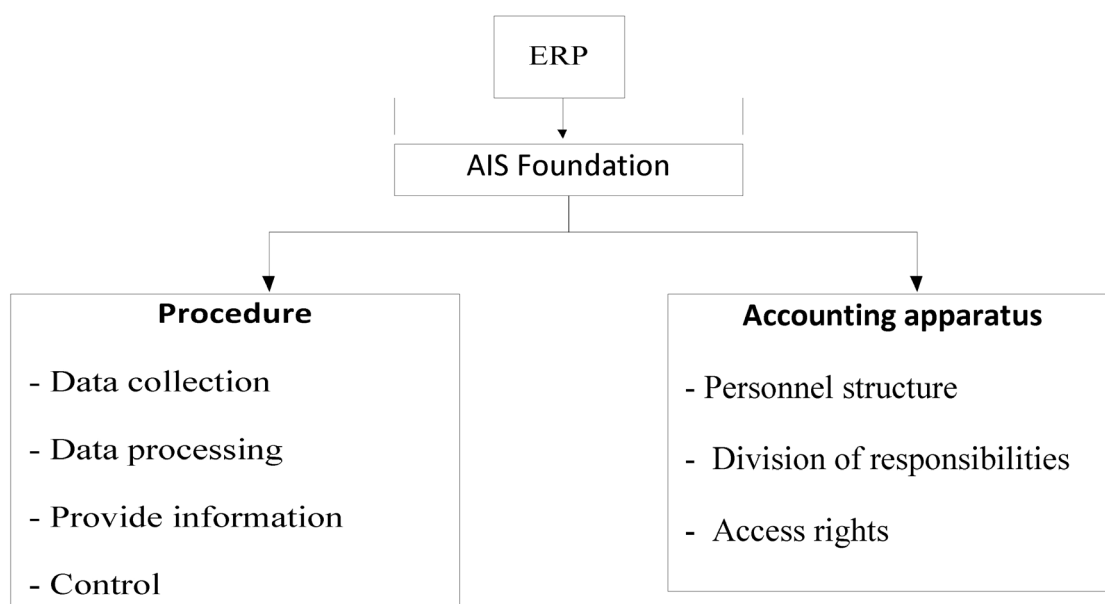 ERP
AIS Foundation
Procedure
- Data collection
- Data processing
- Provide information
- Control
Accounting apparatus
- Personnel structure
- Division of responsibilities
- Access rights